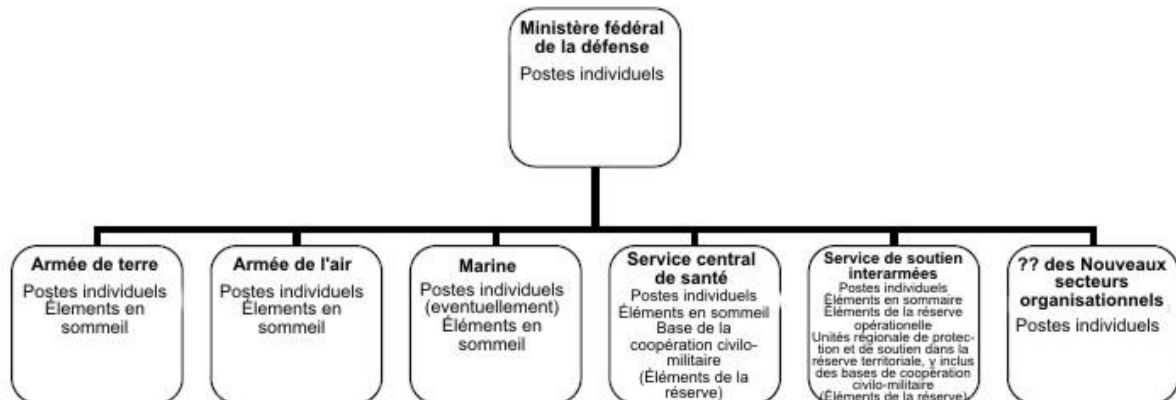 Ministère fédéral
de la défense
Postes individuels
Armée de terre
Postes individuels
Élements en
sommeil
Armée de l'air
Postes individuels
Élements en
sommeil
Marine
Postes individuels
(eventuellement)
Éléments en
sommeil
Service central
de santé
Postes individuels
Éléments en sommeil
Base de la
coopération civilo-
militaire
(Éléments de la
réserve)
Service de soutien
interarmées
Postes individuels
Éléments en sommaire
Éléments de la réserve
opérationelle
Unités régionale de protec-
tion et de soutien dans la
réserve territoriale, y inclus
des bases de coopération
civilo-militaire
(Éléments de la réserve)
?? des Nouveaux
secteurs
organisationnels
Postes individuels